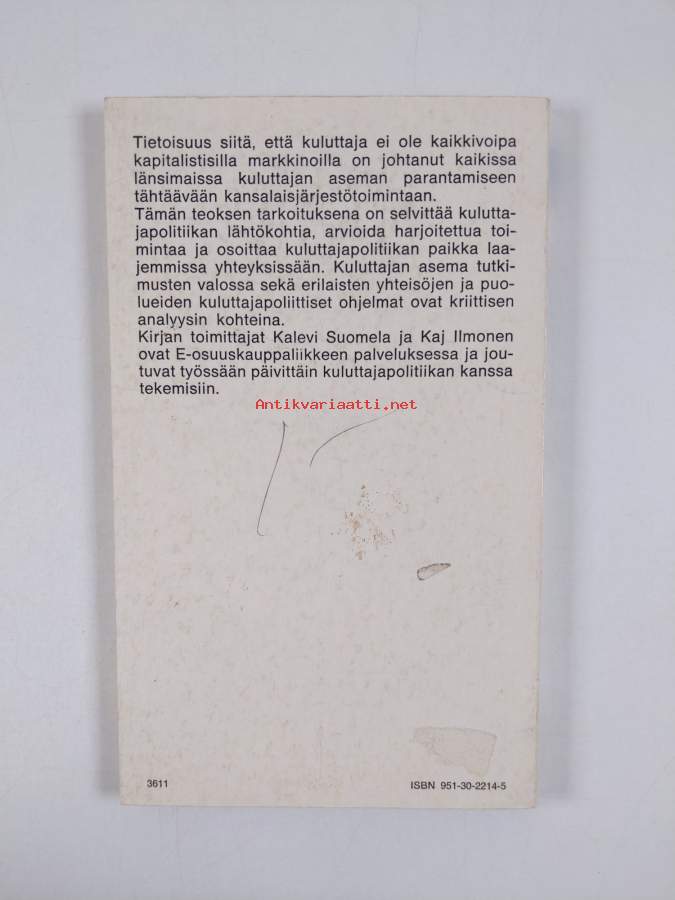 Tietoisuus siitä, että kuluttaja ei ole kaikkivoipa
kapitalistisilla markkinoilla on johtanut kaikissa
länsimaissa kuluttajan aseman parantamiseen
tähtäävään kansalaisjärjestötoimintaan.
Tämän teoksen tarkoituksena on selvittää kulutta-
japolitiikan lähtökohtia, arvioida harjoitettua toi-
mintaa ja osoittaa kuluttajapolitiikan paikka laa-
jemmissa yhteyksissään. Kuluttajan asema tutki-
musten valossa sekä erilaisten yhteisöjen ja puo-
lueiden kuluttajapoliittiset ohjelmat ovat kriittisen
analyysin kohteina.
Kirjan toimittajat Kalevi Suomela ja Kaj Ilmonen
ovat E-osuuskauppaliikkeen palveluksessa ja jou-
tuvat työssään päivittäin kuluttajapolitiikan kanssa
tekemisiin.
Antikvariaatti.net
3611
ISBN 951-30-2214-5